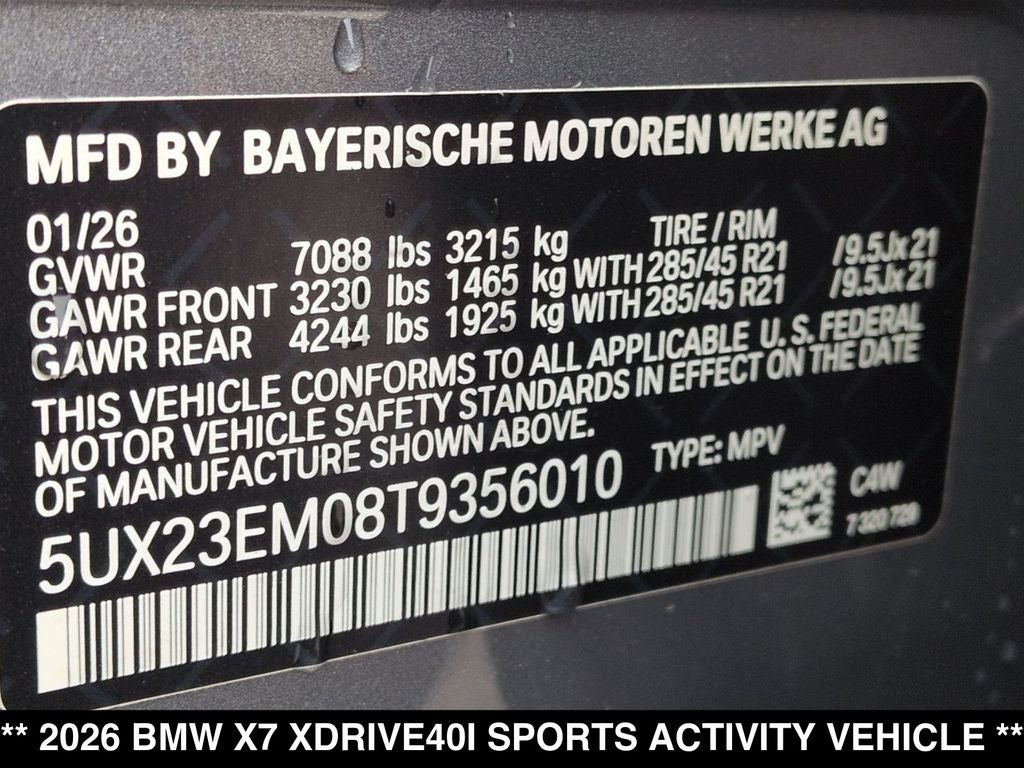 MFD BY BAYERISCHE MOTOREN WERKE AG
01/26 TIRE / RIM
GVWR 7088 lbs 3215 kg
GAWR FRONT 3230 lbs 1465 kg WITH 285/45 R21 /9.5Jx21
GAWR REAR 4244 lbs 1925 kg WITH 285/45 R21 /9.5Jx21
THIS VEHICLE CONFORMS TO ALL APPLICABLE U.S. FEDERAL
MOTOR VEHICLE SAFETY STANDARDS IN EFFECT ON THE DATE
OF MANUFACTURE SHOWN ABOVE.
5UX23EM08T9356010 TYPE: MPV
C4W
7 320 720
** 2026 BMW X7 XDRIVE40I SPORTS ACTIVITY VEHICLE **